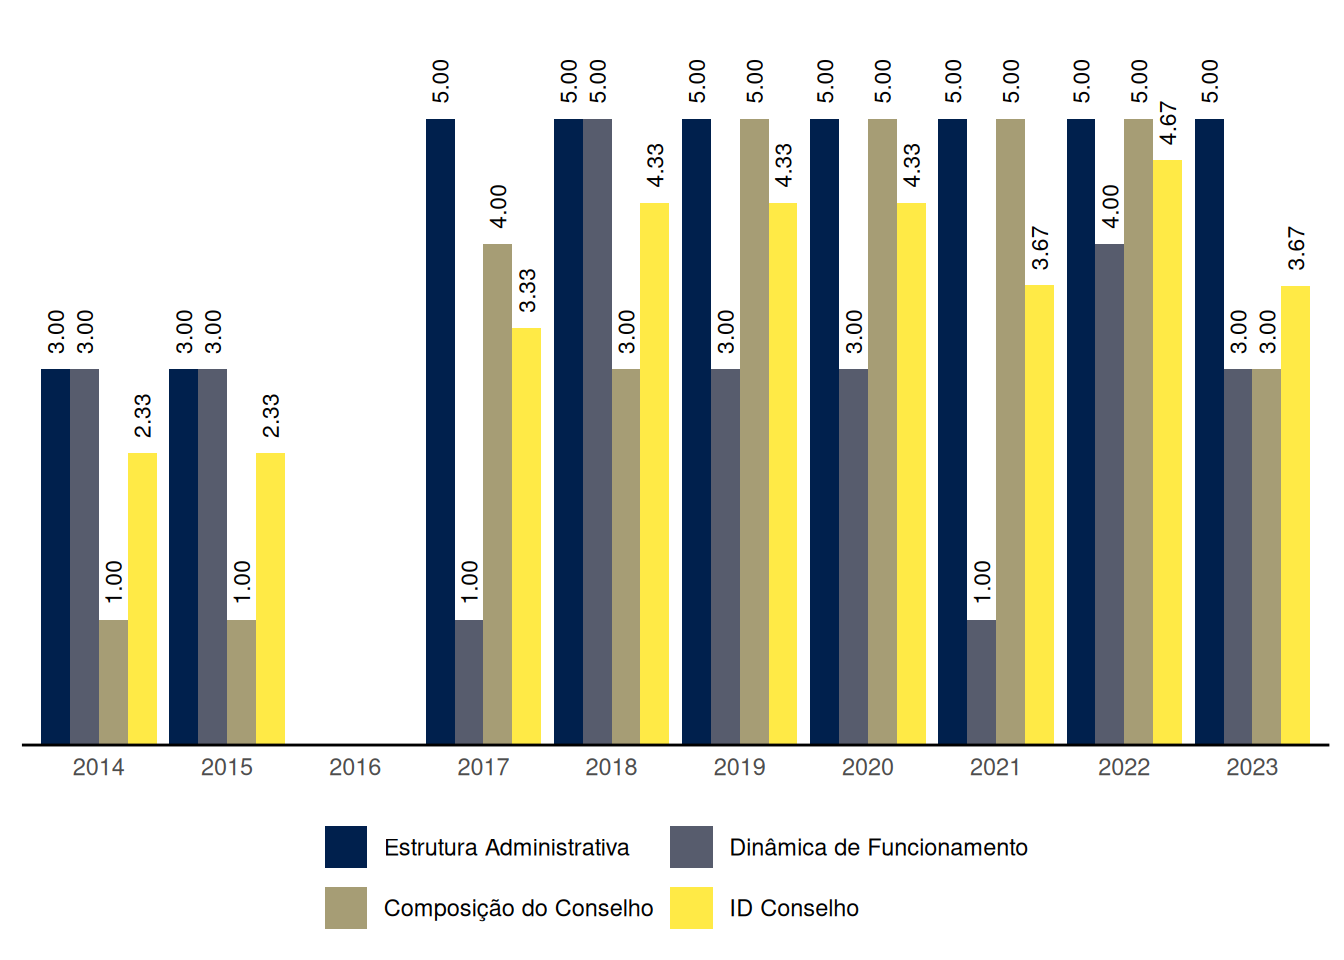 3.00 3.00 1.00 2.33
3.00 3.00 1.00 2.33
5.00 1.00 4.00 3.33
5.00 5.00 3.00 4.33
5.00 3.00 5.00 4.33
5.00 3.00 5.00 4.33
5.00 1.00 5.00 3.67
5.00 4.00 5.00 4.67
5.00 3.00 3.00 3.67
2014 2015 2016 2017 2018 2019 2020 2021 2022 2023
Estrutura Administrativa Dinâmica de Funcionamento
Composição do Conselho ID Conselho